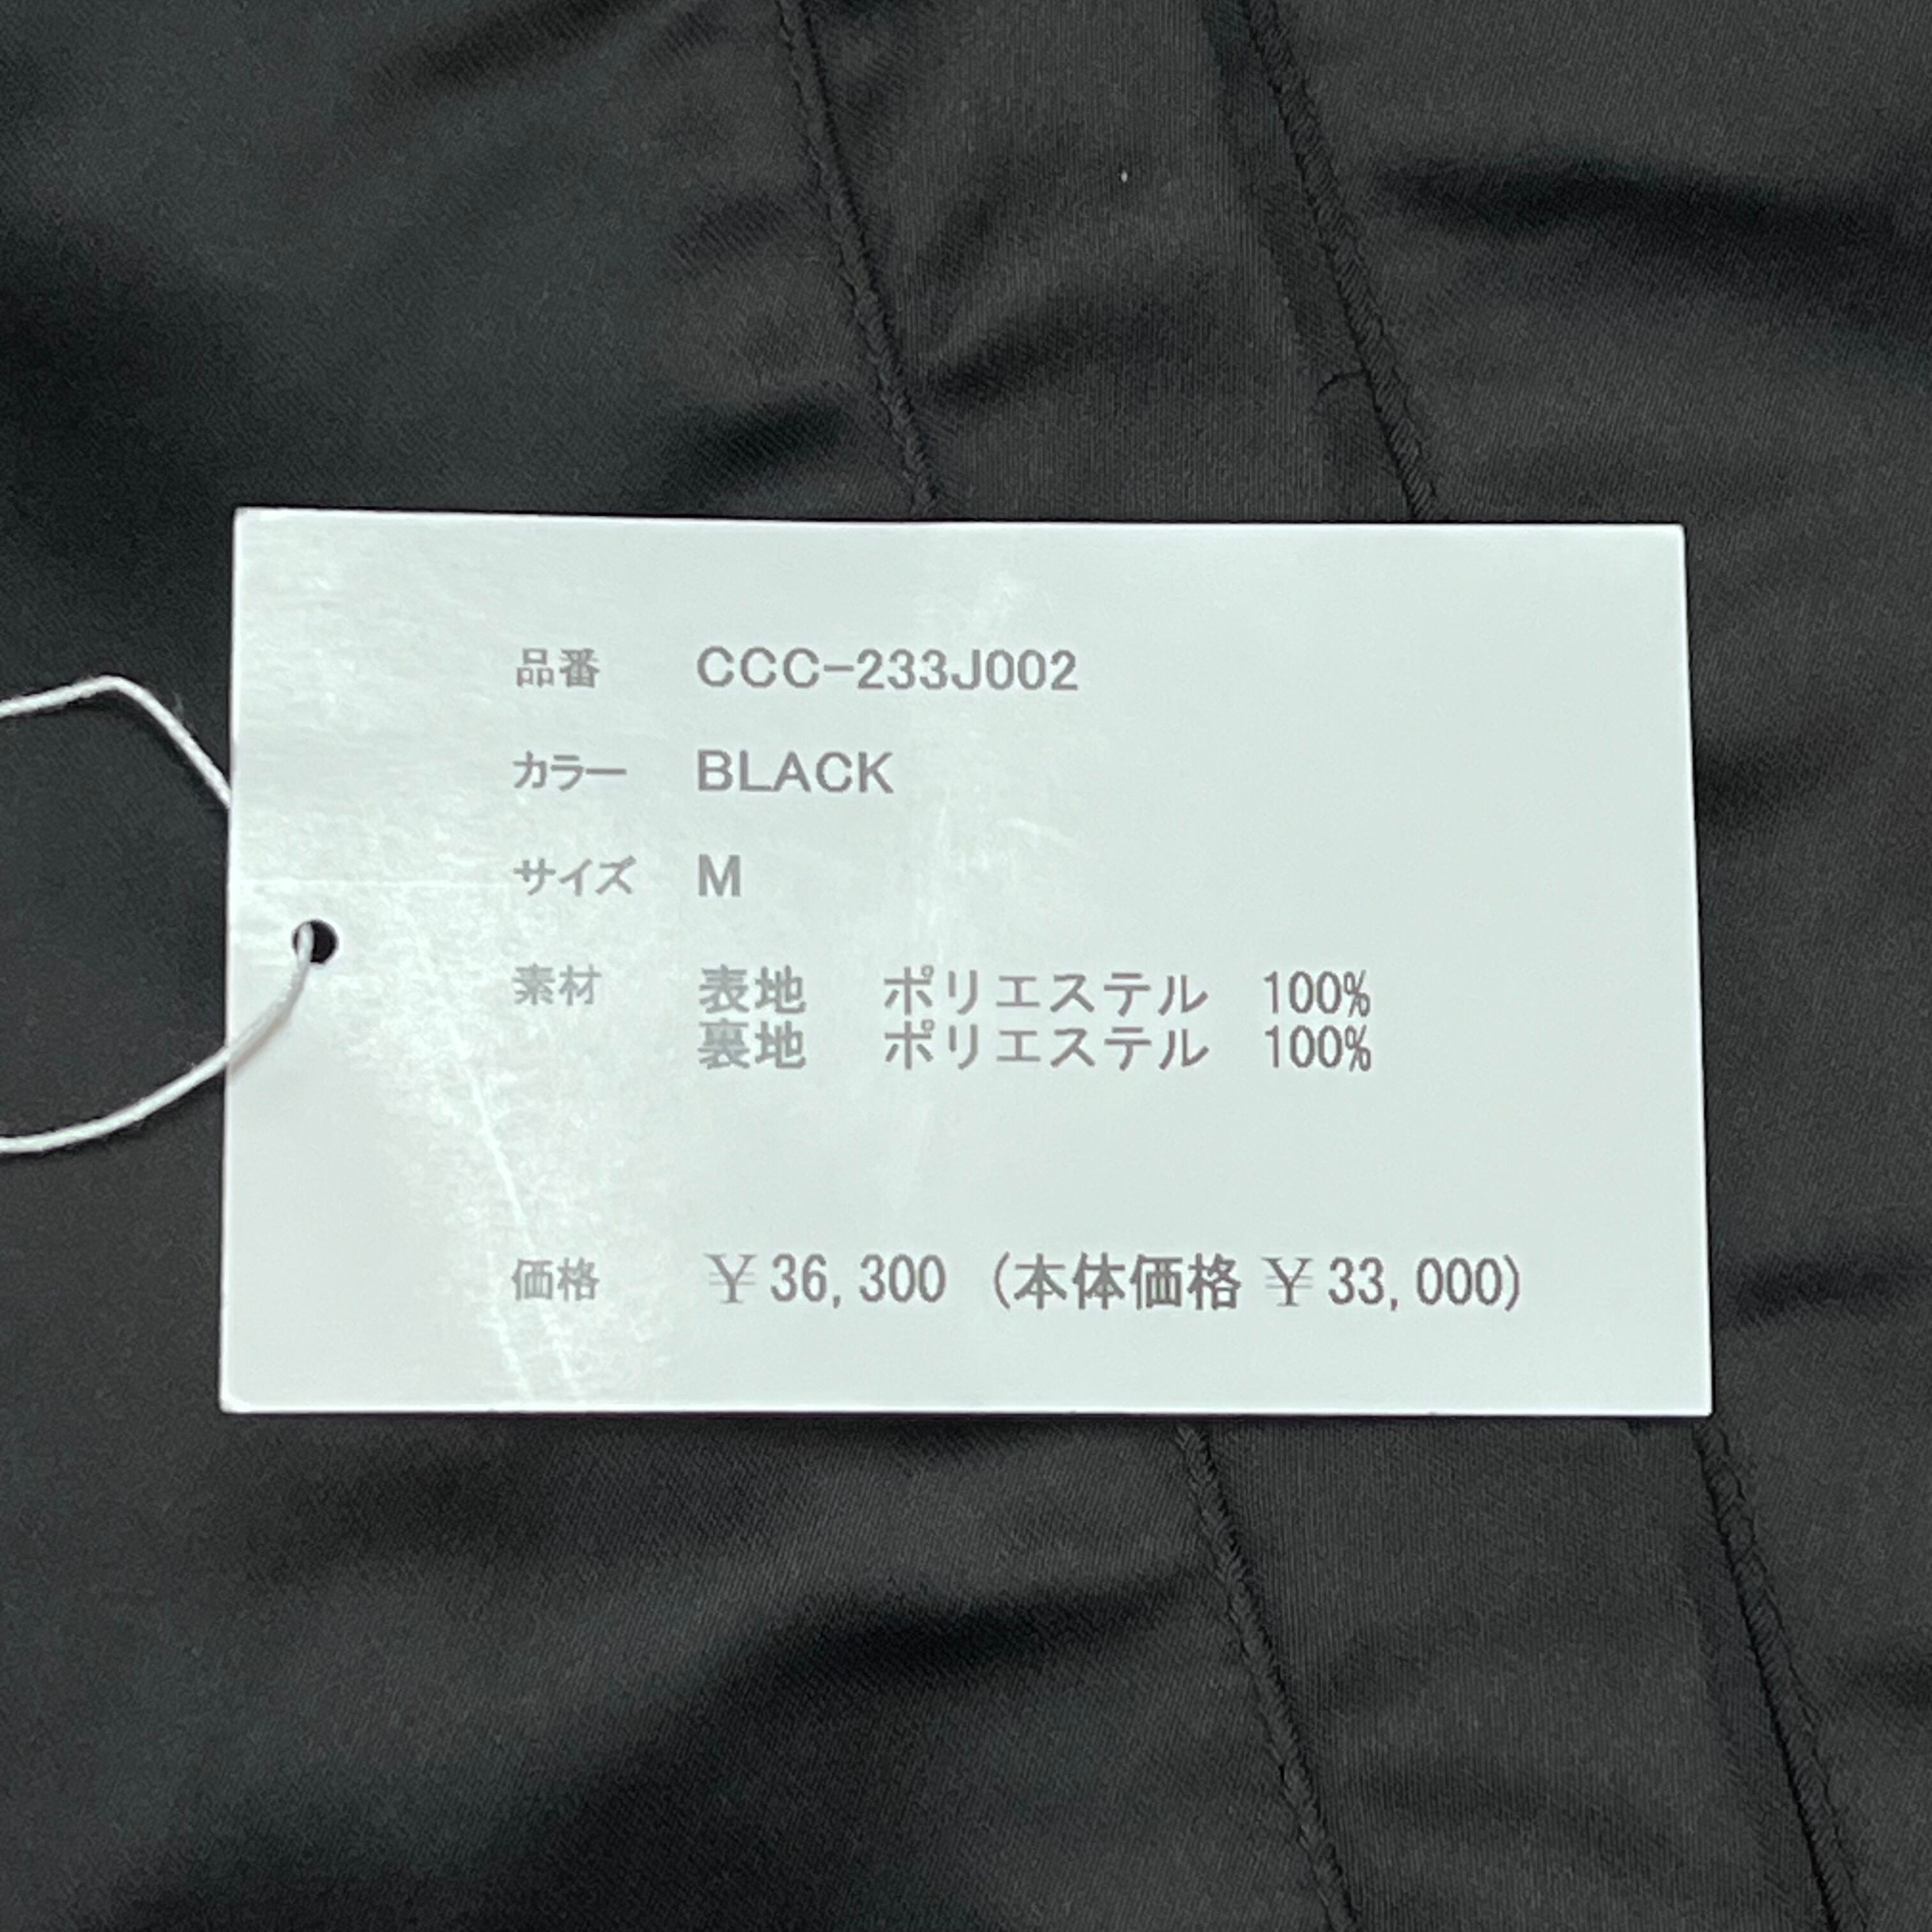 品番 CCC-233J002
カラー BLACK
サイズ M
素材 表地 ポリエステル 100%
裏地 ポリエステル 100%
価格 ￥36,300 (本体価格￥33,000)